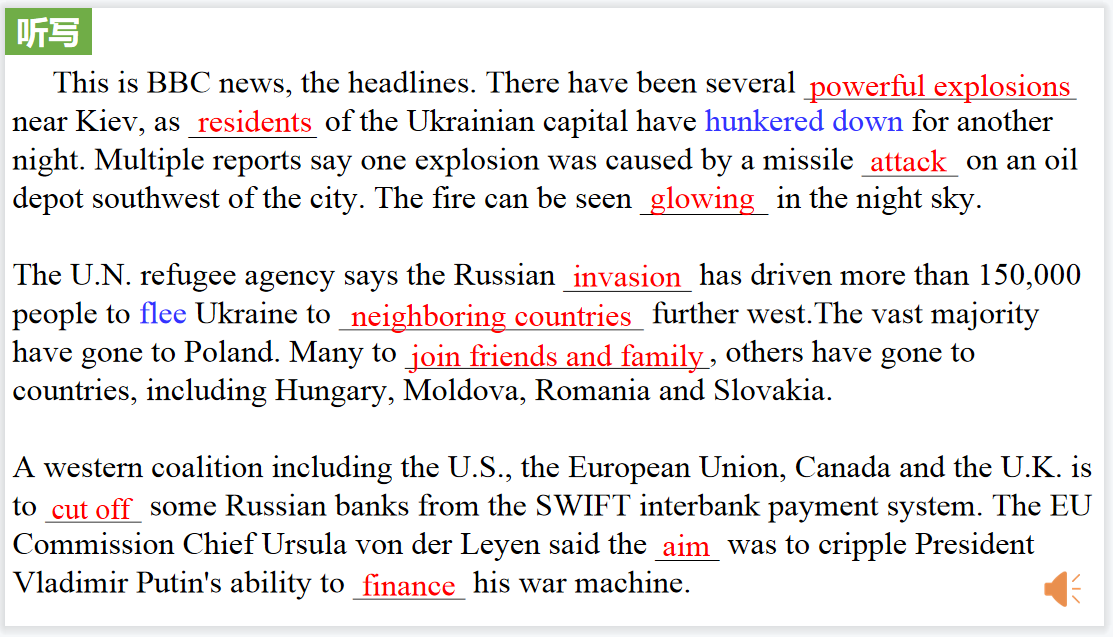 听写
This is BBC news, the headlines. There have been several powerful explosions
near Kiev, as residents of the Ukrainian capital have hunkered down for another
night. Multiple reports say one explosion was caused by a missile attack on an oil
depot southwest of the city. The fire can be seen glowing in the night sky.
The U.N. refugee agency says the Russian invasion has driven more than 150,000
people to flee Ukraine to neighboring countries further west.The vast majority
have gone to Poland. Many to join friends and family, others have gone to
countries, including Hungary, Moldova, Romania and Slovakia.
A western coalition including the U.S., the European Union, Canada and the U.K. is
to cut off some Russian banks from the SWIFT interbank payment system. The EU
Commission Chief Ursula von der Leyen said the aim was to cripple President
Vladimir Putin's ability to finance his war machine.